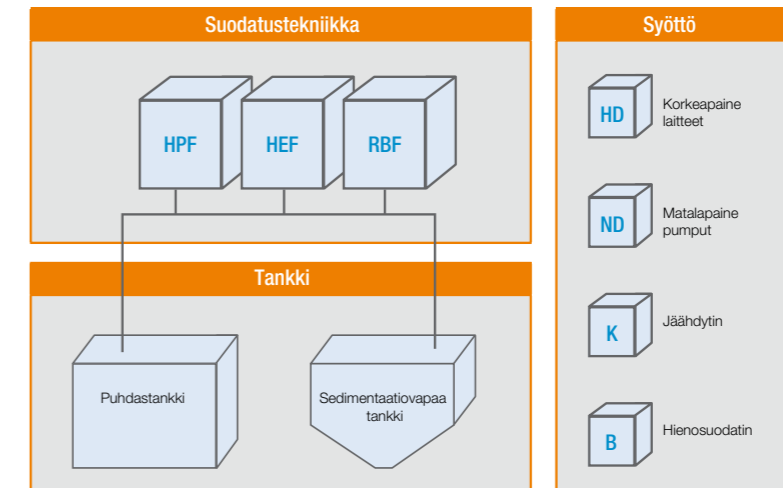 Suodatustekniikka
HPF
HEF
RBF
Tankki
Puhdastankki
Sedimentaatiovapaa
tankki
Syöttö
HD
Korkeapaine
laitteet
ND
Matalapaine
pumput
K
Jäähdytin
B
Hienosuodatin